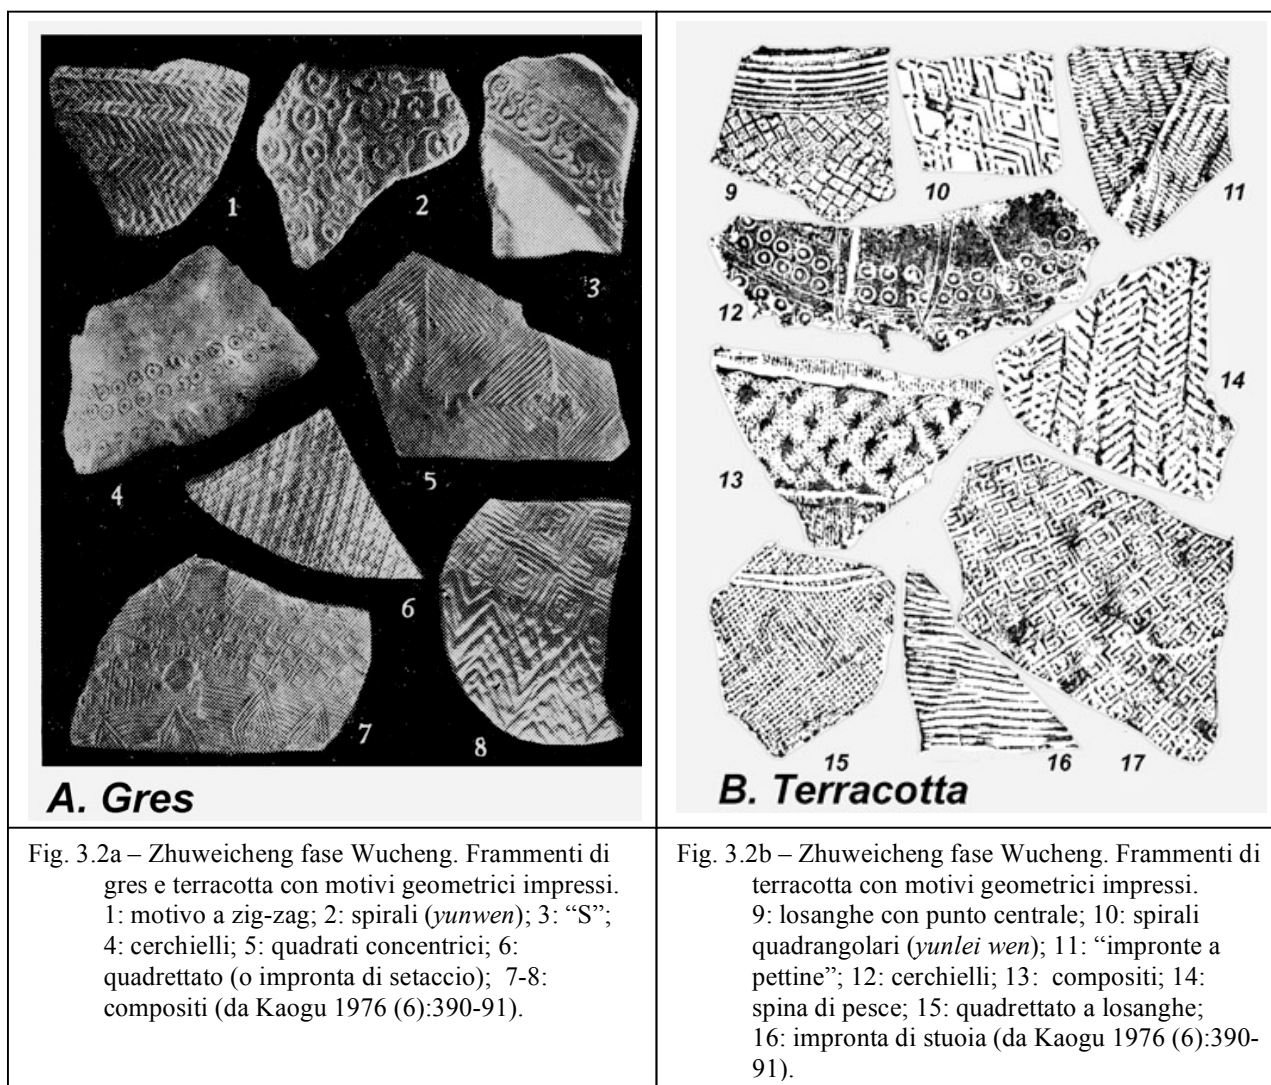 1
2
3
4
5
6
7
8
A. Gres
9
10
11
12
13
14
15
16
17
B. Terracotta
Fig. 3.2a – Zhuweicheng fase Wucheng. Frammenti di
gres e terracotta con motivi geometrici impressi.
1: motivo a zig-zag; 2: spirali (yunwen); 3: “S”;
4: cerchielli; 5: quadrati concentrici; 6:
quadrettato (o impronta di setaccio); 7-8:
compositi (da Kaogu 1976 (6):390-91).
Fig. 3.2b – Zhuweicheng fase Wucheng. Frammenti di
terracotta con motivi geometrici impressi.
9: losanghe con punto centrale; 10: spirali
quadrangolari (yunlei wen); 11: “impronte a
pettine”; 12: cerchielli; 13: compositi; 14:
spina di pesce; 15: quadrettato a losanghe;
16: impronta di stuoia (da Kaogu 1976 (6):390-
91).